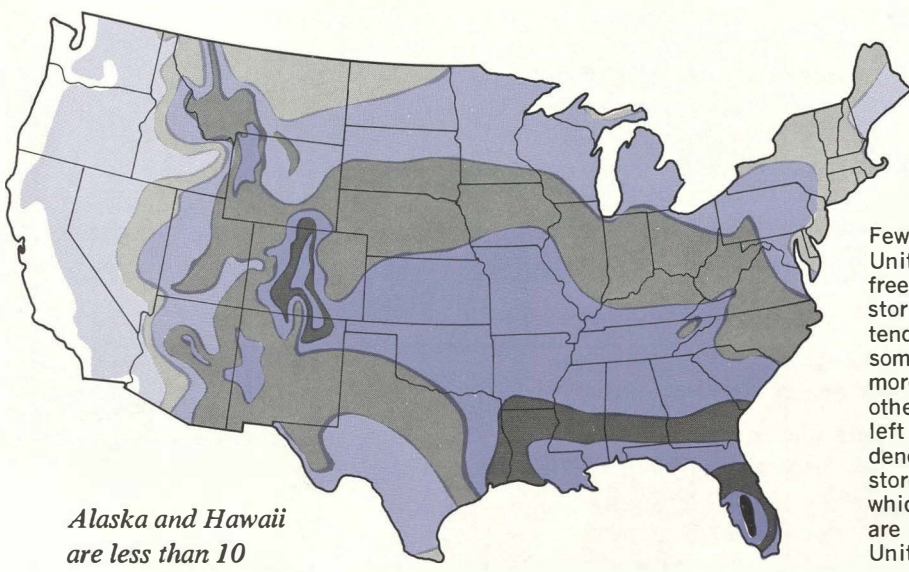 Alaska and Hawaii
are less than 10
Few
Unit
free
stor
tend
som
mor
othe
left
den
stor
whic
are
Unit